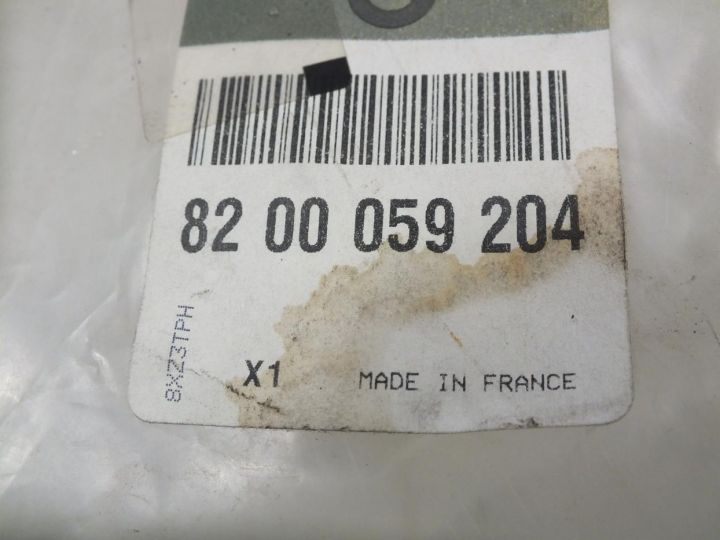 82 00 059 204
8XZ3TPH
X1
MADE IN FRANCE